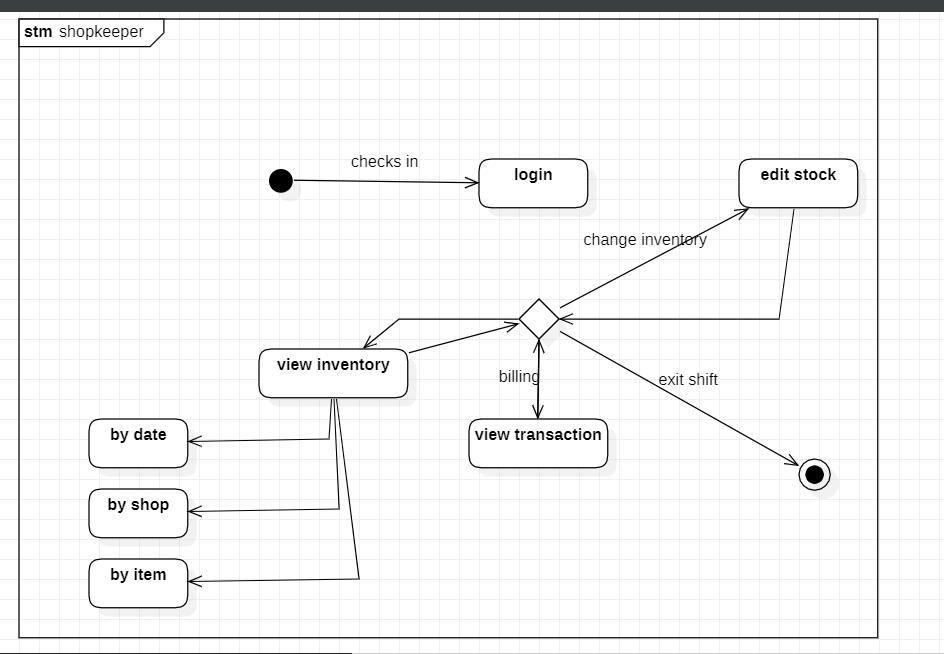 stm shopkeeper
checks in
login
edit stock
change inventory
view inventory
billing
exit shift
view transaction
by date
by shop
by item